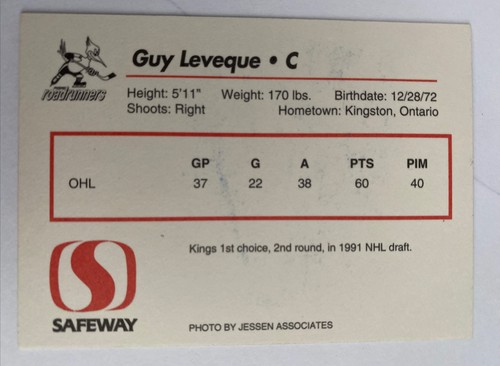 Guy Leveque • C
roadrunners
Height: 5'11" Weight: 170 lbs. Birthdate: 12/28/72
Shoots: Right Hometown: Kingston, Ontario
GP G A PTS PIM
OHL 37 22 38 60 40
Kings 1st choice, 2nd round, in 1991 NHL draft.
SAFEWAY
PHOTO BY JESSEN ASSOCIATES